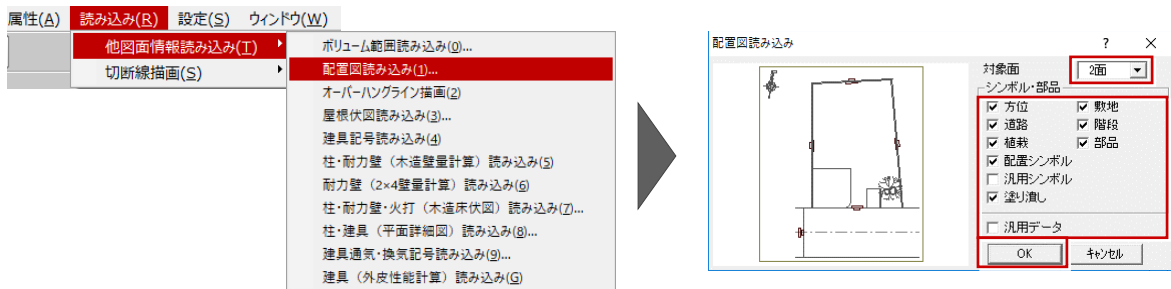 属性(A) 読み込み(R) 設定(S) ウィンドウ(W)
他図面情報読み込み(T)
切断線描画(S)
ボリューム範囲読み込み(0)...
配置図読み込み(1)...
オーバーハングライン描画(2)
屋根伏図読み込み(3)...
建具記号読み込み(4)
柱・耐力壁（木造壁量計算）読み込み(5)
耐力壁（2×4壁量計算）読み込み(6)
柱・耐力壁・火打（木造床伏図）読み込み(7)...
柱・建具（平面詳細図）読み込み(8)...
建具通気・換気記号読み込み(9)...
建具（外皮性能計算）読み込み(G)
配置図読み込み ? ×
対象面 2面
シンボル・部品
方位 敷地
道路 階段
植栽 部品
配置シンボル
汎用シンボル
塗り潰し
汎用データ
OK キャンセル